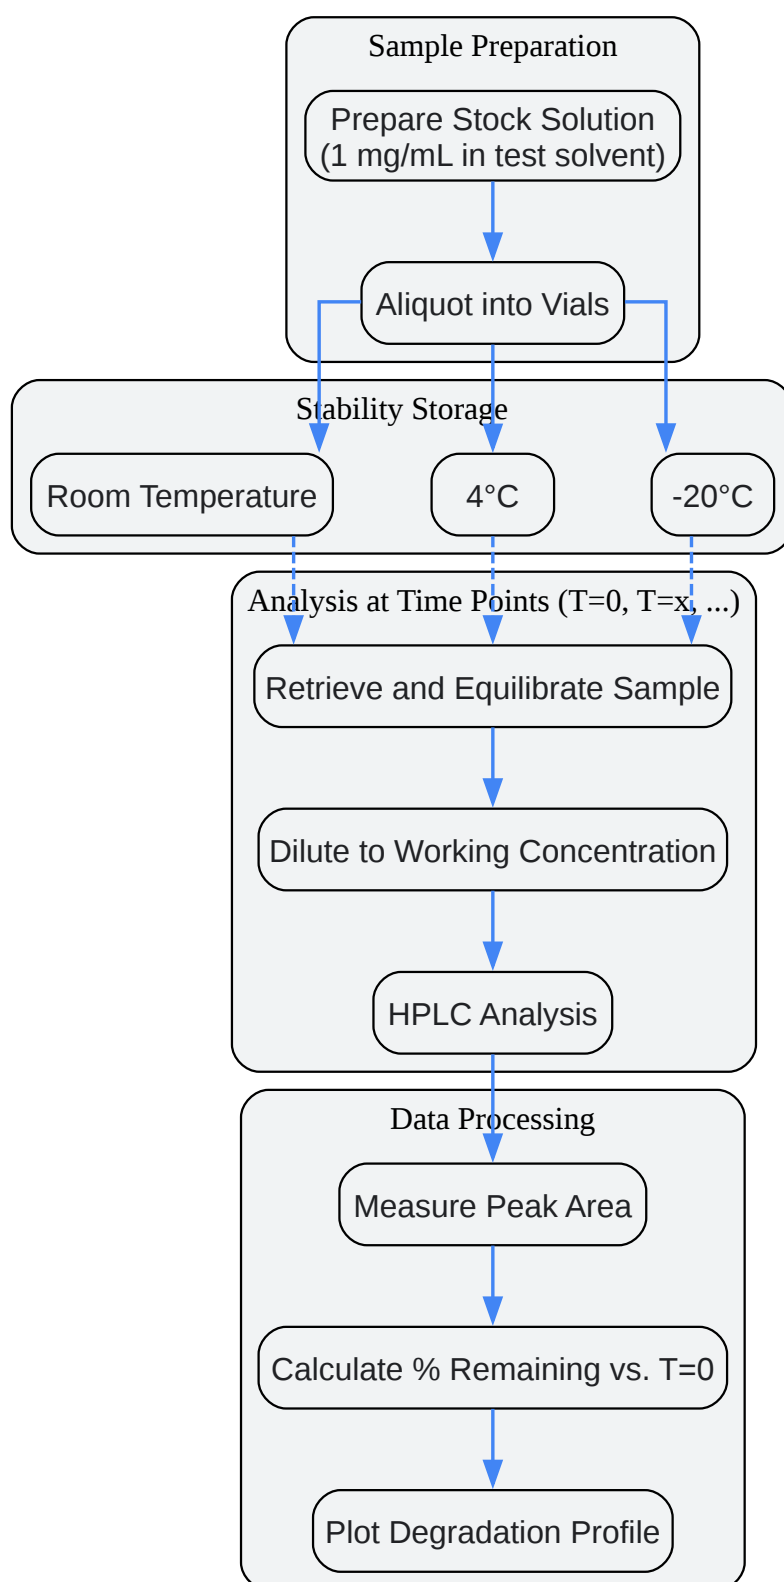 Sample Preparation
Prepare Stock Solution
(1 mg/mL in test solvent)
Aliquot into Vials
Stability Storage
Room Temperature
4°C
-20°C
Analysis at Time Points (T=0, T=x, ...)
Retrieve and Equilibrate Sample
Dilute to Working Concentration
HPLC Analysis
Data Processing
Measure Peak Area
Calculate % Remaining vs. T=0
Plot Degradation Profile